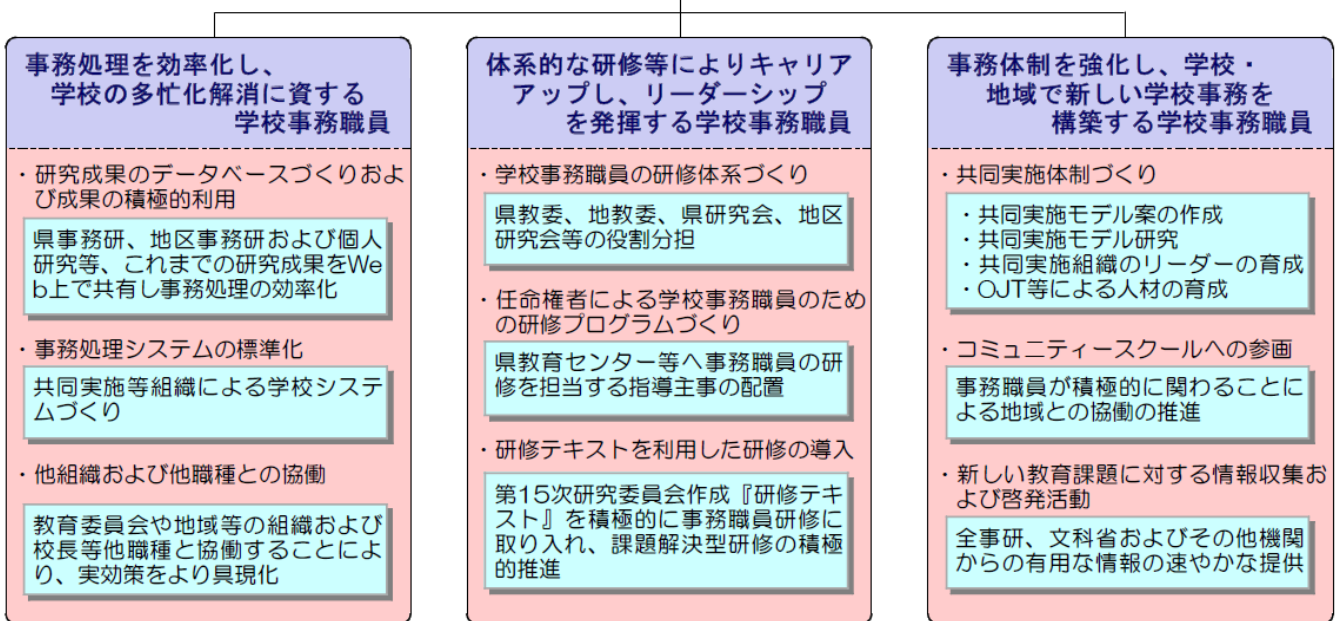 事務処理を効率化し、
学校の多忙化解消に資する
学校事務職員
・研究成果のデータベースづくりおよ
び成果の積極的利用
県事務研、地区事務研および個人
研究等、これまでの研究成果をWe
b上で共有し事務処理の効率化
・事務処理システムの標準化
共同実施等組織による学校システ
ムづくり
・他組織および他職種との協働
教育委員会や地域等の組織および
校長等他職種と協働することによ
り、実効策をより具現化
体系的な研修等によりキャリア
アップし、リーダーシップ
を発揮する学校事務職員
・学校事務職員の研修体系づくり
県教委、地教委、県研究会、地区
研究会等の役割分担
・任命権者による学校事務職員のため
の研修プログラムづくり
県教育センター等へ事務職員の研
修を担当する指導主事の配置
・研修テキストを利用した研修の導入
第15次研究委員会作成『研修テキ
スト』を積極的に事務職員研修に
取り入れ、課題解決型研修の積極
的推進
事務体制を強化し、学校・
地域で新しい学校事務を
構築する学校事務職員
・共同実施体制づくり
・共同実施モデル案の作成
・共同実施モデル研究
・共同実施組織のリーダーの育成
・OJT等による人材の育成
・コミュニティースクールへの参画
事務職員が積極的に関わることに
よる地域との協働の推進
・新しい教育課題に対する情報収集お
よび啓発活動
全事研、文科省およびその他機関
からの有用な情報の速やかな提供